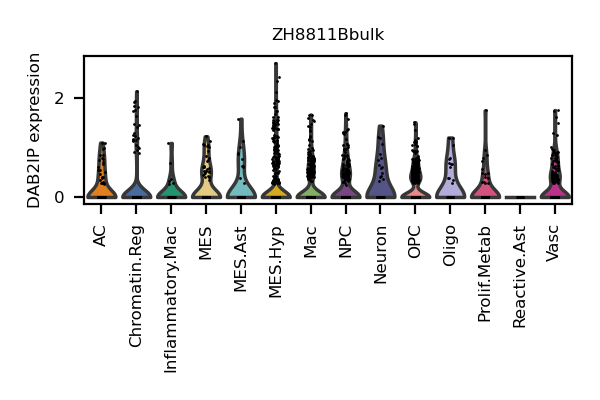 ZH8811Bbulk
DAB2IP expression
2
0
AC
Chromatin.Reg
Inflammatory.Mac
MES
MES.Ast
MES.Hyp
Mac
NPC
Neuron
OPC
Oligo
Prolif.Metab
Reactive.Ast
Vasc